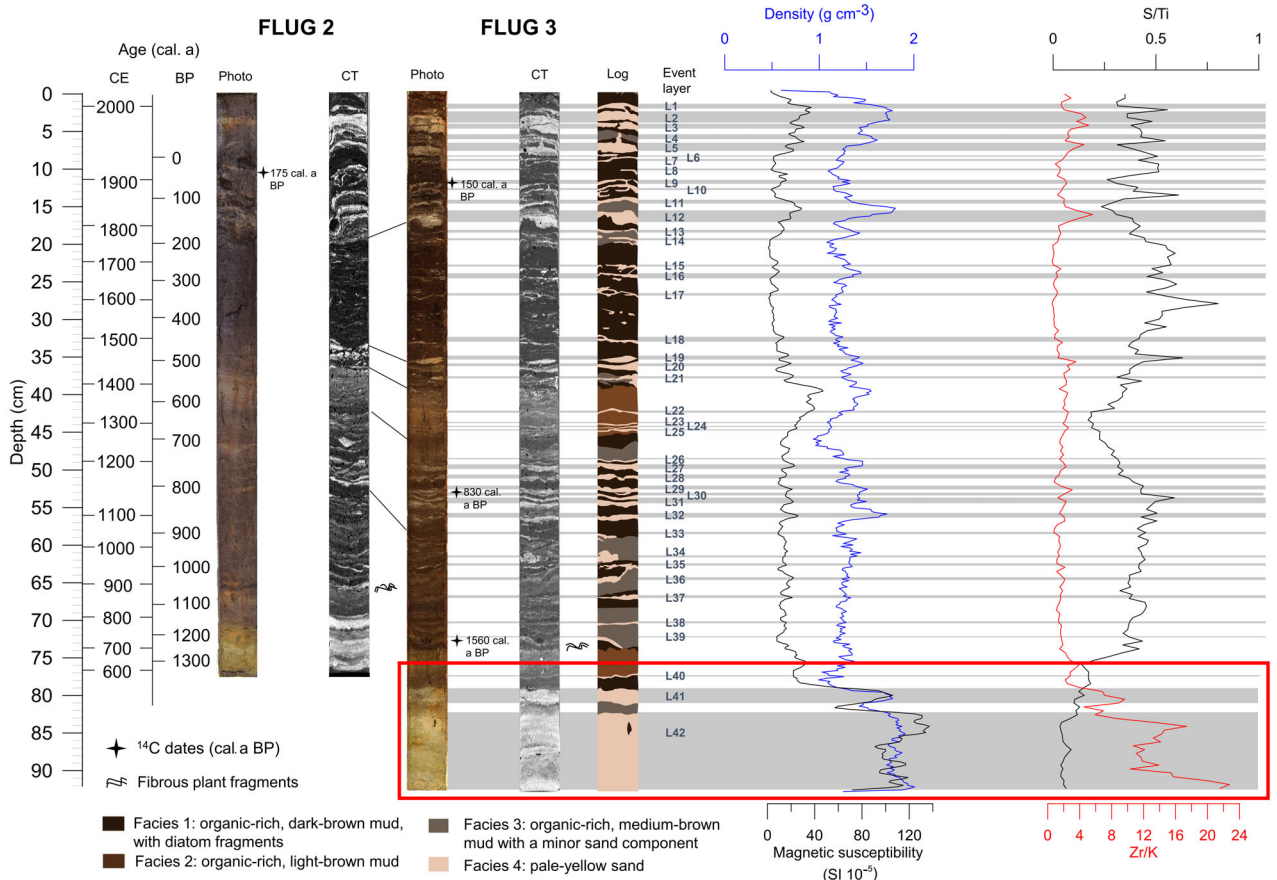 FLUG 2
FLUG 3
Density (g cm⁻³)
S/Ti
0
1
2
0
0.5
1
Age (cal. a)
CE
BP
Photo
CT
Photo
CT
Log
Event
layer
Depth (cm)
0
5
10
15
20
25
30
35
40
45
50
55
60
65
70
75
80
85
90
2000
1900
1800
1700
1600
1500
1400
1300
1200
1100
1000
900
800
700
600
0
100
200
300
400
500
600
700
800
900
1000
1100
1200
1300
175 cal. a
BP
150 cal. a
BP
830 cal.
a BP
1560 cal.
a BP
L1
L2
L3
L4
L5
L6
L7
L8
L9
L10
L11
L12
L13
L14
L15
L16
L17
L18
L19
L20
L21
L22
L23
L24
L25
L26
L27
L28
L29
L30
L31
L32
L33
L34
L35
L36
L37
L38
L39
L40
L41
L42
¹⁴C dates (cal. a BP)
Fibrous plant fragments
Facies 1: organic-rich, dark-brown mud,
with diatom fragments
Facies 2: organic-rich, light-brown mud
Facies 3: organic-rich, medium-brown
mud with a minor sand component
Facies 4: pale-yellow sand
0
40
80
120
Magnetic susceptibility
(SI 10⁻⁵)
0
4
8
12
16
20
24
Zr/K